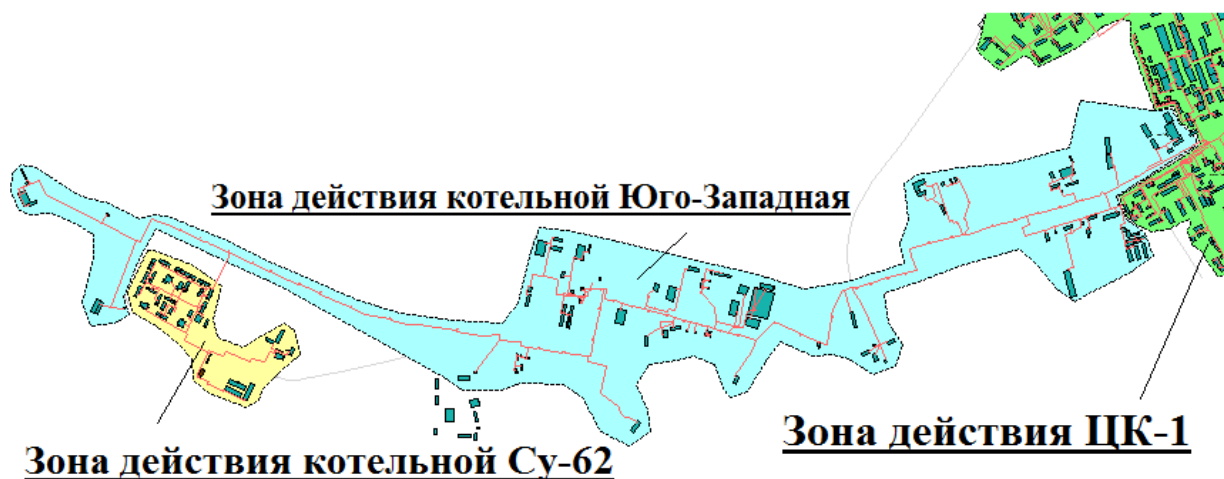 Зона действия котельной Юго-Западная
Зона действия ЦК-1
Зона действия котельной Су-62